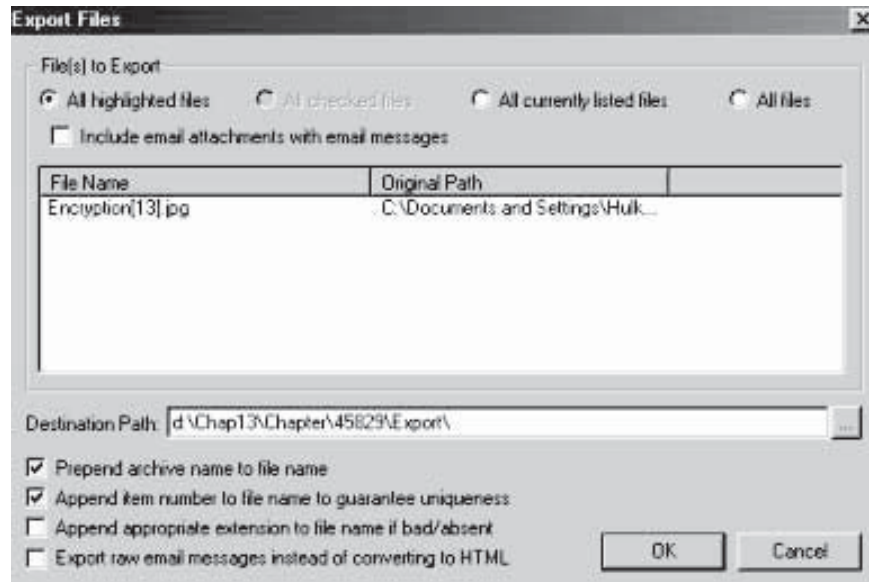 Export Files
File(s) to Export
All highlighted files All checked files All currently listed files All files
Include email attachments with email messages
File Name Original Path
Encryption[13].jpg C:\Documents and Settings\Hulk...
Destination Path: d:\Chap13\Chapter\45829\Export\ ...
Prepend archive name to file name
Append item number to file name to guarantee uniqueness
Append appropriate extension to file name if bad/absent
Export raw email messages instead of converting to HTML
OK Cancel